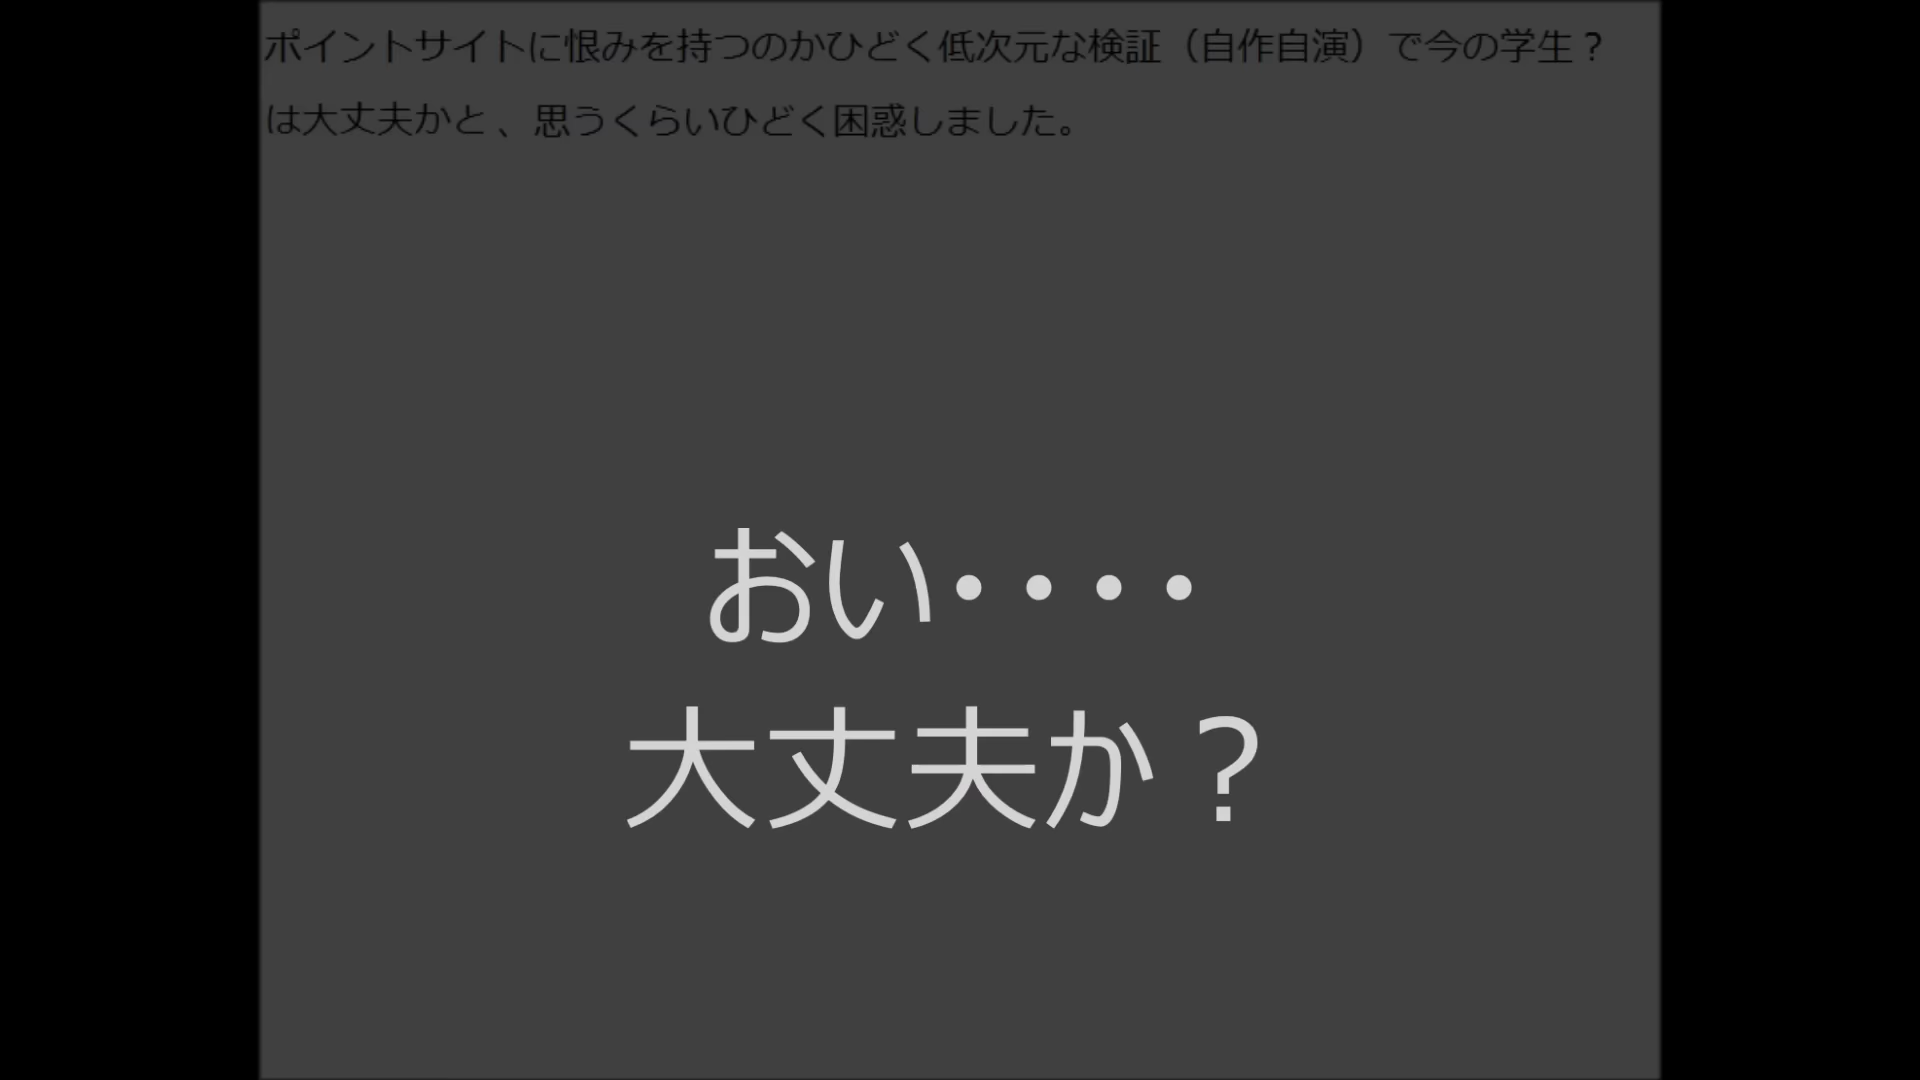 ポイントサイトに恨みを持つのかひどく低次元な検証（自作自演）で今の学生？
は大丈夫かと、思うくらいひどく困惑しました。
おい・・・・
大丈夫か？